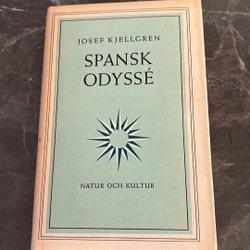 JOSEF KJELLGREN
SPANSK
ODYSSÉ
NATUR OCH KULTUR